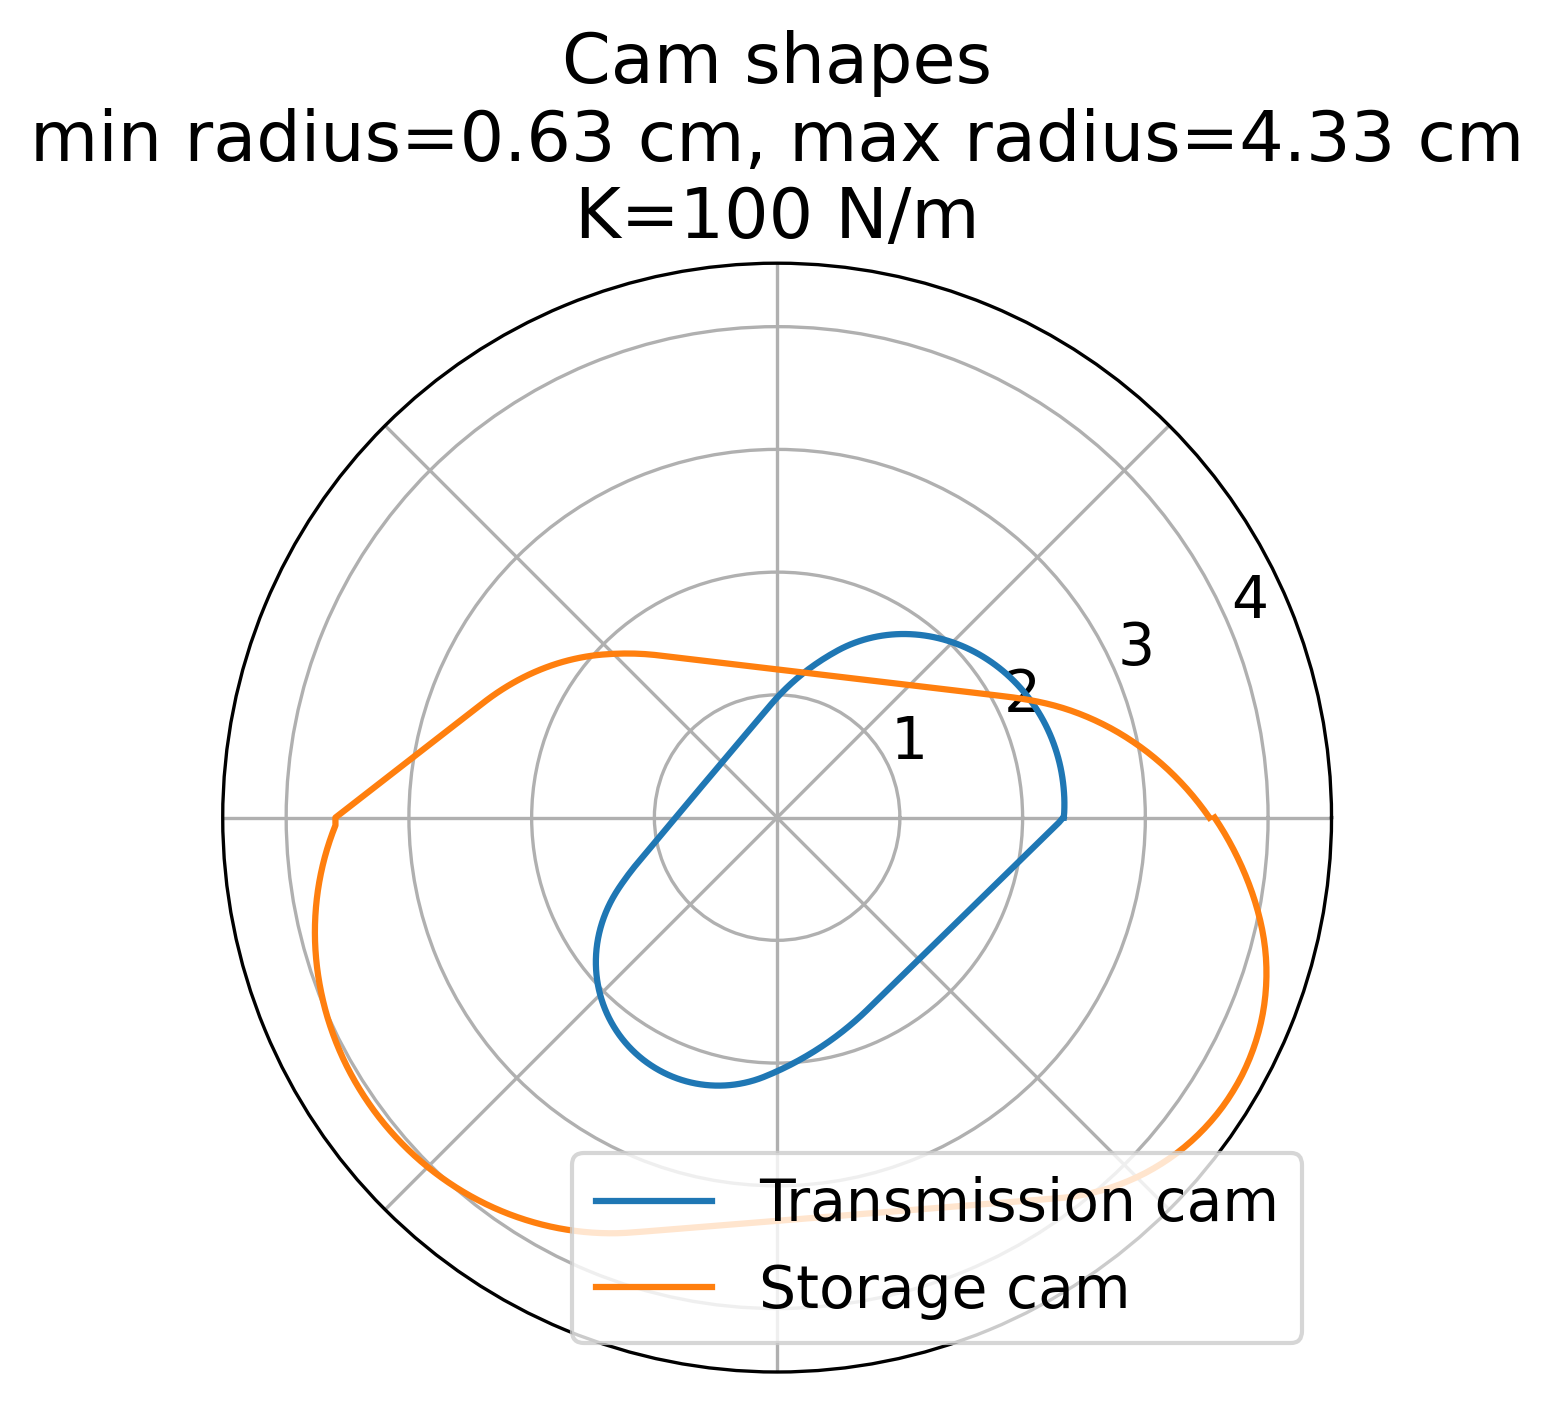 Cam shapes
min radius=0.63 cm, max radius=4.33 cm
K=100 N/m
4
3
2
1
Transmission cam
Storage cam